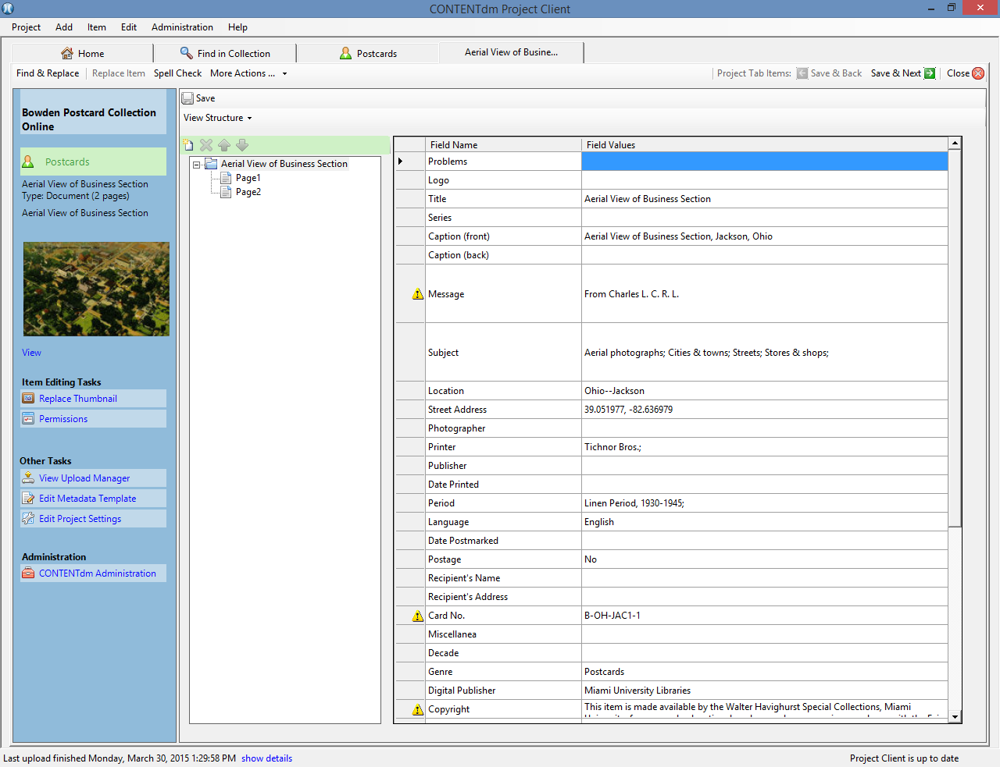 CONTENTdm Project Client
Project Add Item Edit Administration Help
Home Find in Collection Postcards Aerial View of Busine...
Find & Replace Replace Item Spell Check More Actions ... Project Tab Items: Save & Back Save & Next Close
Bowden Postcard Collection
Online
Postcards
Aerial View of Business Section
Type: Document (2 pages)
Aerial View of Business Section
View
Item Editing Tasks
Replace Thumbnail
Permissions
Other Tasks
View Upload Manager
Edit Metadata Template
Edit Project Settings
Administration
CONTENTdm Administration
Save
View Structure
Aerial View of Business Section
Page1
Page2
Field Name Field Values
Problems
Logo
Title Aerial View of Business Section
Series
Caption (front) Aerial View of Business Section, Jackson, Ohio
Caption (back)
Message From Charles L. C. R. L.
Subject Aerial photographs; Cities & towns; Streets; Stores & shops;
Location Ohio--Jackson
Street Address 39.051977, -82.636979
Photographer
Printer Tichnor Bros.;
Publisher
Date Printed
Period Linen Period, 1930-1945;
Language English
Date Postmarked
Postage No
Recipient's Name
Recipient's Address
Card No. B-OH-JAC1-1
Miscellanea
Decade
Genre Postcards
Digital Publisher Miami University Libraries
Copyright This item is made available by the Walter Havighurst Special Collections, Miami
Last upload finished Monday, March 30, 2015 1:29:58 PM show details
Project Client is up to date